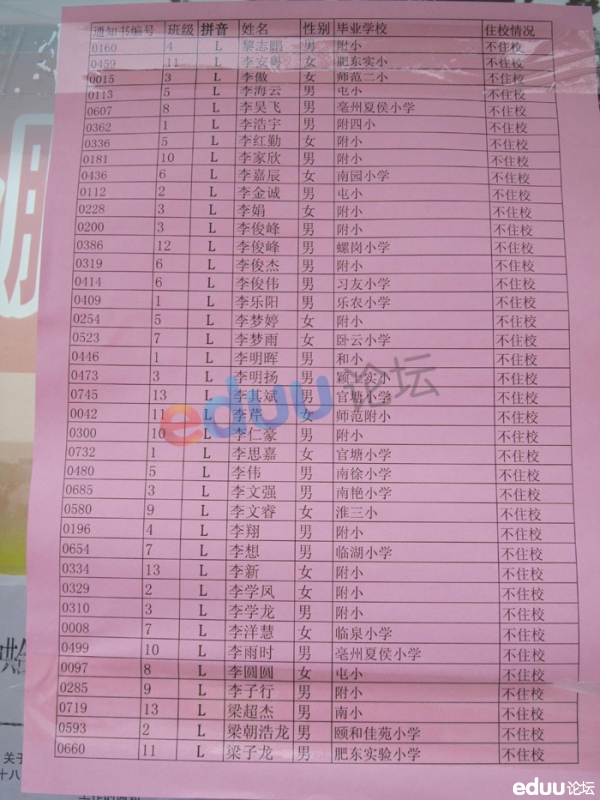 通知书编号 班级 拼音 姓名 性别 毕业学校 住校情况
0160 4 L 黎志鹏 男 附小 不住校
0459 11 L 李安粤 女 肥东实小 不住校
0015 3 L 李傲 女 师范二小 不住校
0113 5 L 李海云 男 屯小 不住校
0607 8 L 李昊飞 男 亳州夏侯小学 不住校
0362 1 L 李浩宇 男 附四小 不住校
0336 5 L 李红勤 女 附小 不住校
0181 10 L 李家欣 男 附小 不住校
0436 6 L 李嘉辰 女 南园小学 不住校
0112 2 L 李金诚 男 屯小 不住校
0228 3 L 李娟 女 附小 不住校
0200 3 L 李俊峰 男 附小 不住校
0386 12 L 李俊峰 男 螺岗小学 不住校
0319 6 L 李俊杰 男 附小 不住校
0414 6 L 李俊伟 男 习友小学 不住校
0409 1 L 李乐阳 男 乐农小学 不住校
0254 5 L 李梦婷 女 附小 不住校
0523 7 L 李梦雨 女 卧云小学 不住校
0446 1 L 李明晖 男 和小 不住校
0473 3 L 李明扬 男 颍上实小 不住校
0745 13 L 李其斌 男 官塘小学 不住校
0042 11 L 李芹 女 师范附小 不住校
0300 10 L 李仁豪 男 附小 不住校
0732 1 L 李思嘉 女 官塘小学 不住校
0480 5 L 李伟 男 南徐小学 不住校
0685 3 L 李文强 男 南艳小学 不住校
0580 9 L 李文睿 女 淮三小 不住校
0196 4 L 李翔 男 附小 不住校
0654 7 L 李想 男 临湖小学 不住校
0334 13 L 李新 女 附小 不住校
0329 2 L 李学凤 女 附小 不住校
0310 3 L 李学龙 男 附小 不住校
0008 7 L 李洋慧 女 临泉小学 不住校
0499 10 L 李雨时 男 亳州夏侯小学 不住校
0097 8 L 李圆圆 女 屯小 不住校
0285 9 L 李子行 男 附小 不住校
0719 13 L 梁超杰 男 南小 不住校
0593 2 L 梁朝浩龙 男 颐和佳苑小学 不住校
0660 11 L 梁子龙 男 肥东实验小学 不住校
eduu论坛
关于
十八
eduu论坛